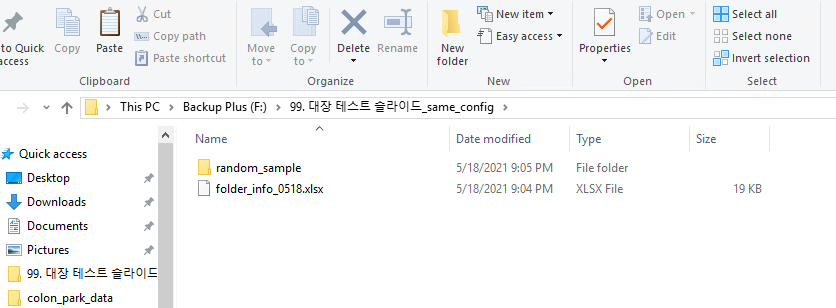 Cut
Copy path
Paste shortcut
to Quick
access
Copy
Paste
Clipboard
Move
to
Copy
to
Delete
Rename
Organize
New
folder
New item
Easy access
New
Properties
Open
Edit
Open
Select all
Select none
Invert selection
Select
This PC
Backup Plus (F:)
99. 대장 테스트 슬라이드_same_config
Name
Date modified
Type
Size
Quick access
Desktop
Downloads
Documents
Pictures
99. 대장 테스트 슬라이드
colon_park_data
random_sample
5/18/2021 9:05 PM
File folder
folder_info_0518.xlsx
5/18/2021 9:04 PM
XLSX File
19 KB